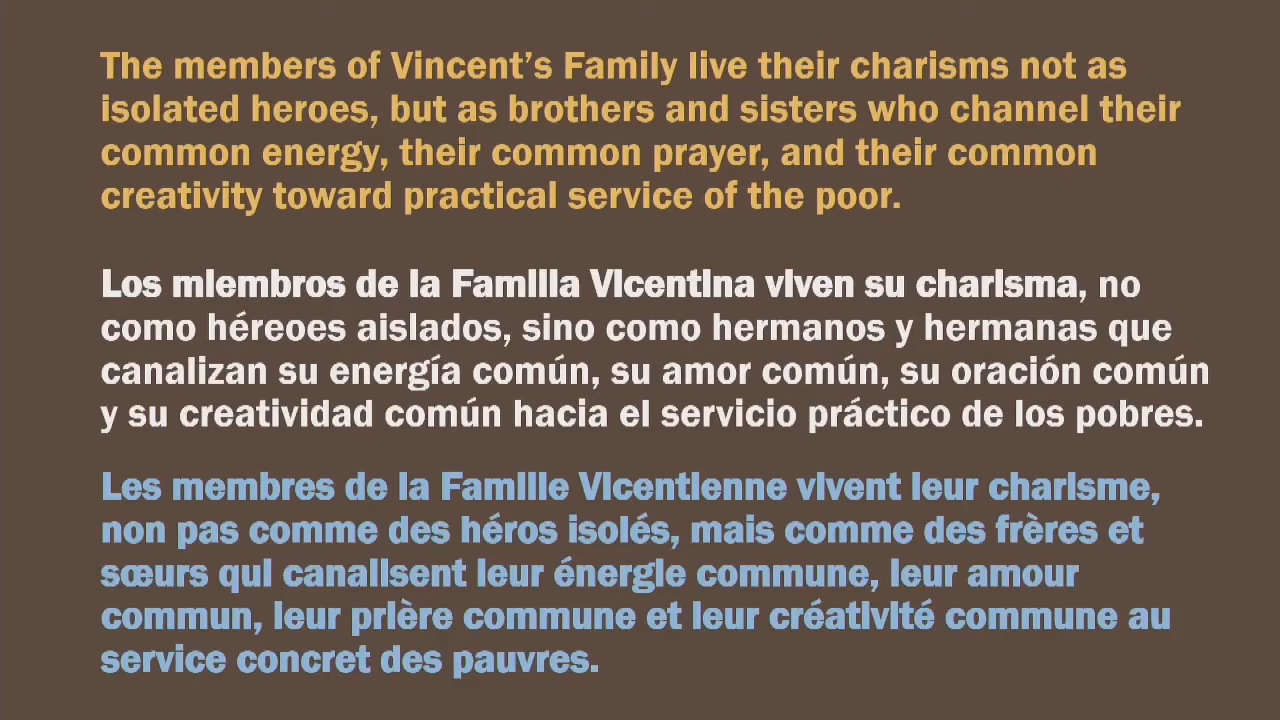 The members of Vincent's Family live their charisms not as
isolated heroes, but as brothers and sisters who channel their
common energy, their common prayer, and their common
creativity toward practical service of the poor.
Los miembros de la Familia Vicentina viven su charisma, no
como héreoes aislados, sino como hermanos y hermanas que
canalizan su energía común, su amor común, su oración común
y su creatividad común hacia el servicio práctico de los pobres.
Les membres de la Famille Vicentienne vivent leur charisme,
non pas comme des héros isolés, mais comme des frères et
sœurs qui canalisent leur énergie commune, leur amour
commun, leur prière commune et leur créativité commune au
service concret des pauvres.